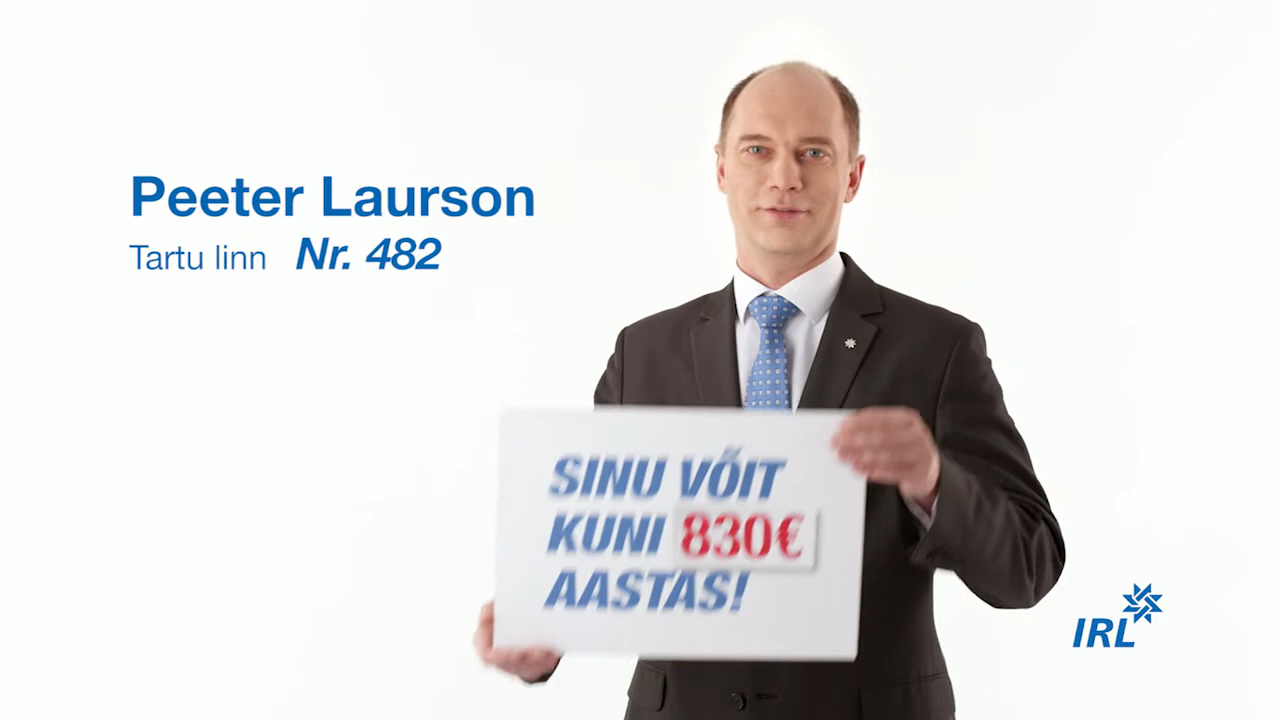 Peeter Laurson
Tartu linn Nr. 482
SINU VÕIT
KUNI 830€
AASTAS!
IRL